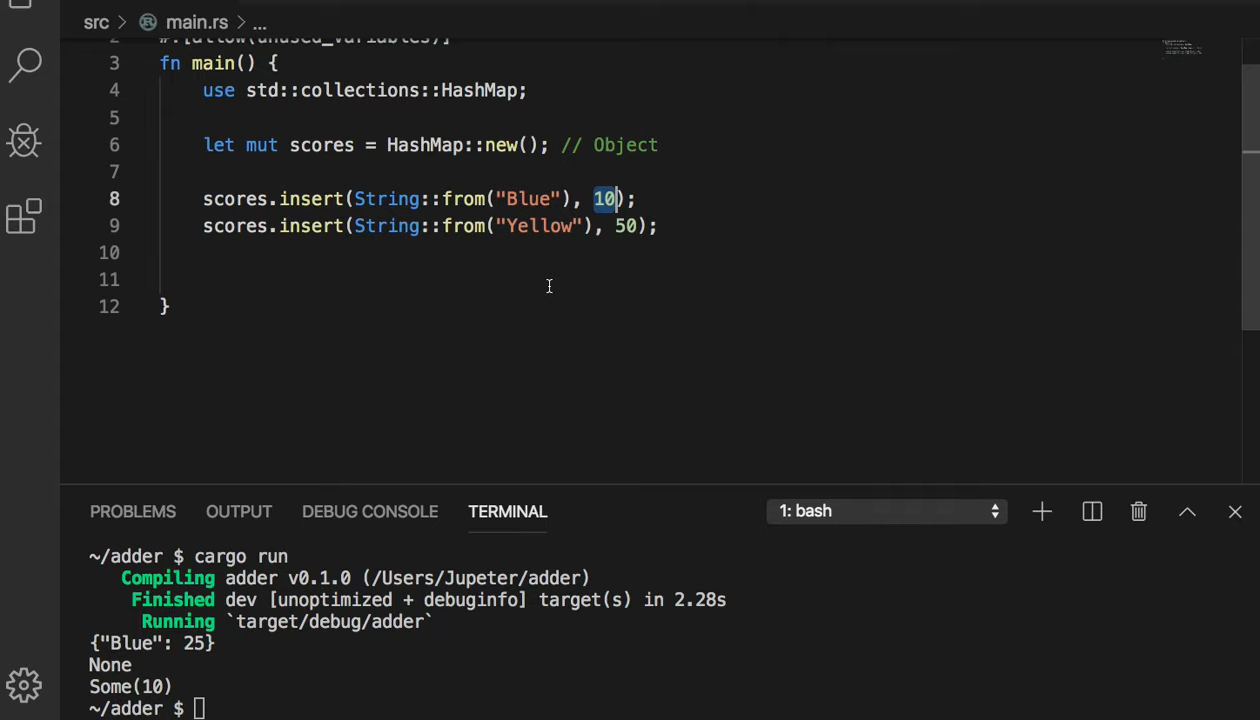 src > main.rs > ...
2 #![allow(unused_variables)]
3 fn main() {
4 use std::collections::HashMap;
5
6 let mut scores = HashMap::new(); // Object
7
8 scores.insert(String::from("Blue"), 10);
9 scores.insert(String::from("Yellow"), 50);
10
11
12 }
PROBLEMS OUTPUT DEBUG CONSOLE TERMINAL 1: bash
~/adder $ cargo run
Compiling adder v0.1.0 (/Users/Jupeter/adder)
Finished dev [unoptimized + debuginfo] target(s) in 2.28s
Running `target/debug/adder`
{"Blue": 25}
None
Some(10)
~/adder $